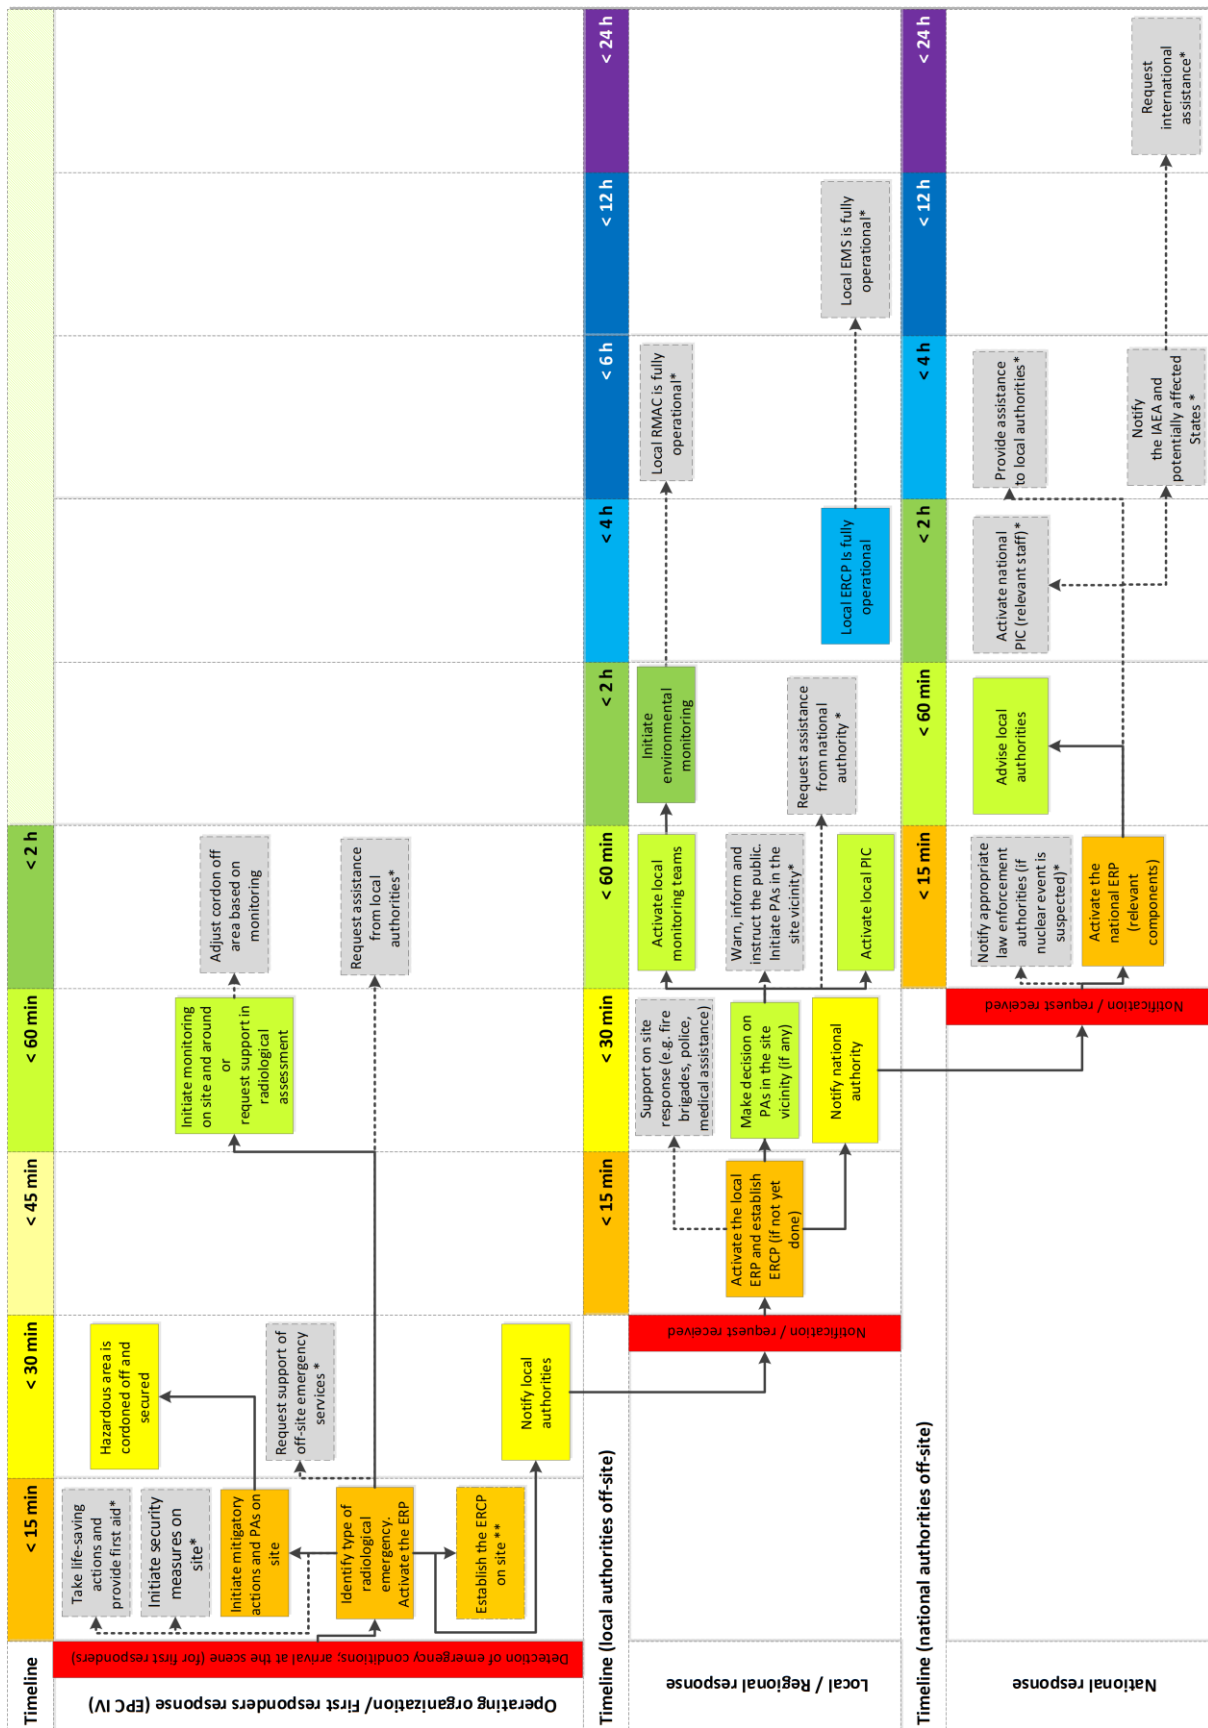 Timeline
< 15 min
< 30 min
< 45 min
< 60 min
< 2 h
Operating organization/ First responders response (EPC IV)
Detection of emergency conditions; arrival at the scene (for first responders)
Take life-saving
actions and
provide first aid*
Initiate security
measures on
site*
Initiate mitigatory
actions and PAs on
site
Identify type of
radiological
emergency.
Activate the ERP
Establish the ERCP
on site **
Hazardous area is
cordoned off and
secured
Request support of
off-site emergency
services *
Notify local
authorities
Initiate monitoring
on site and around
or
request support in
radiological
assessment
Adjust cordon off
area based on
monitoring
Request assistance
from local
authorities*
Timeline (local authorities off-site)
< 15 min
< 30 min
< 60 min
< 2 h
< 4 h
< 6 h
< 12 h
< 24 h
Local / Regional response
Notification / request received
Activate the local
ERP and establish
ERCP (if not yet
done)
Support on site
response (e.g. fire
brigades, police,
medical assistance)
Make decision on
PAs in the site
vicinity (if any)
Notify national
authority
Activate local
monitoring teams
Warn, inform and
instruct the public.
Initiate PAs in the
site vicinity*
Activate local PIC
Initiate
environmental
monitoring
Request assistance
from national
authority *
Local ERCP is fully
operational
Local RMAC is fully
operational*
Local EMS is fully
operational*
Timeline (national authorities off-site)
< 15 min
< 60 min
< 2 h
< 4 h
< 12 h
< 24 h
National response
Notification / request received
Notify appropriate
law enforcement
authorities (if
nuclear event is
suspected)*
Activate the
national ERP
(relevant
components)
Advise local
authorities
Activate national
PIC (relevant staff)*
Provide assistance
to local authorities*
Notify
the IAEA and
potentially affected
States *
Request
international
assistance*